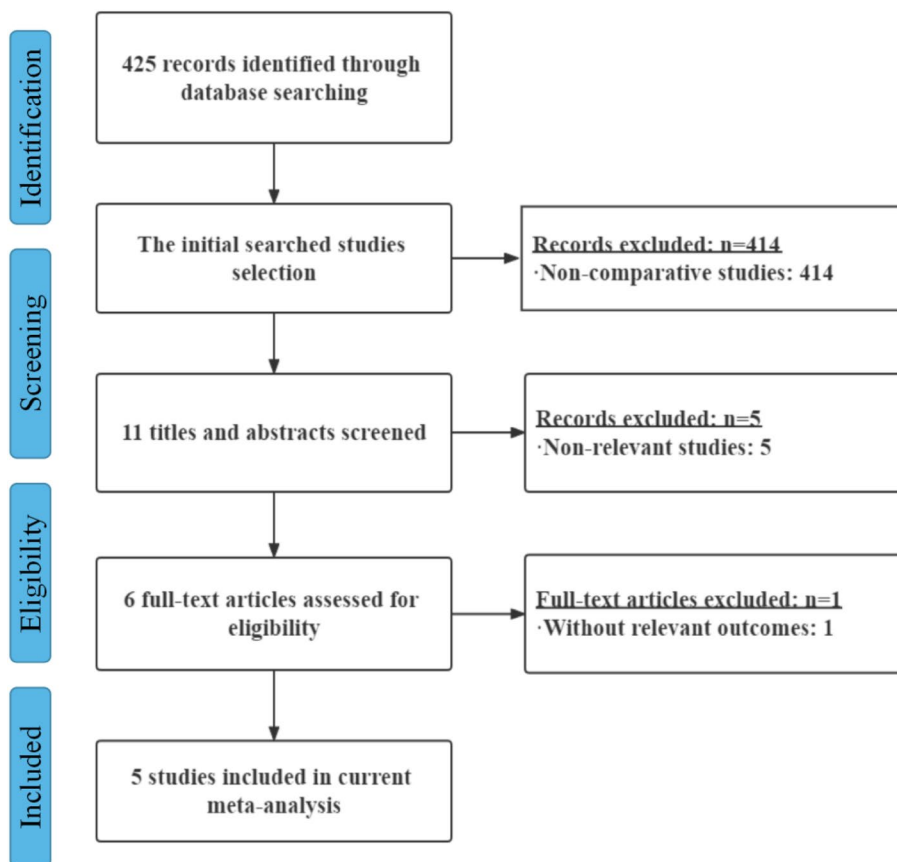 Identification
425 records identified through
database searching
Screening
The initial searched studies
selection
Records excluded: n=414
·Non-comparative studies: 414
11 titles and abstracts screened
Records excluded: n=5
·Non-relevant studies: 5
Eligibility
6 full-text articles assessed for
eligibility
Full-text articles excluded: n=1
·Without relevant outcomes: 1
Included
5 studies included in current
meta-analysis